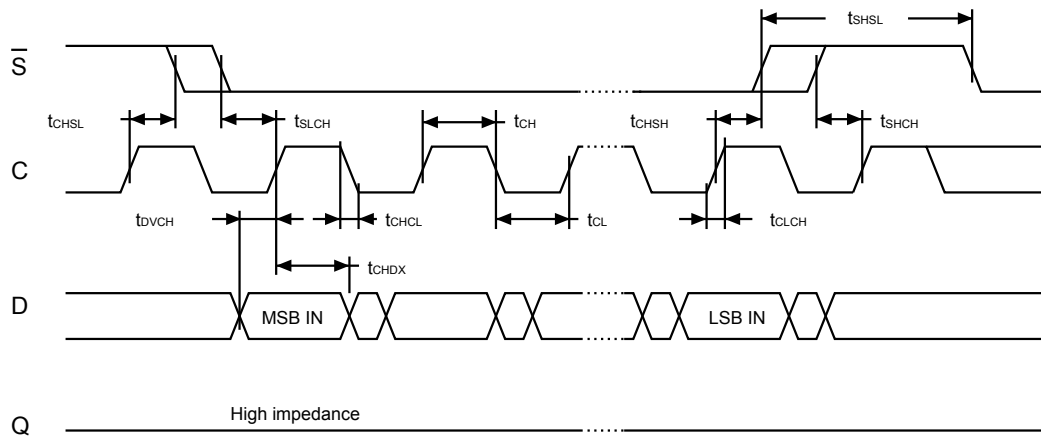 tSHSL
S̅
tCHSL
tSLCH
tCH
tCHSH
tSHCH
C
tDVCH
tCHCL
tCL
tCLCH
tCHDX
D
MSB IN
LSB IN
High impedance
Q